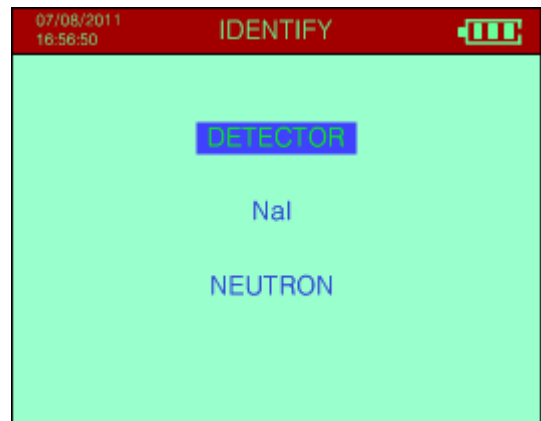 07/08/2011
16:56:50
IDENTIFY
DETECTOR
NaI
NEUTRON